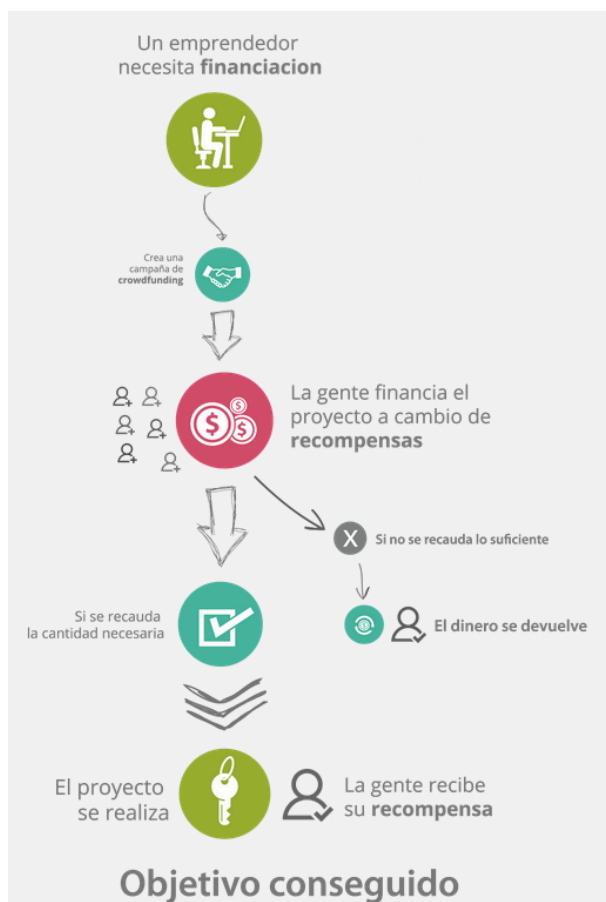 Un emprendedor
necesita financiacion
Crea una
campaña de
crowdfunding
La gente financia el
proyecto a cambio de
recompensas
X
Si no se recauda lo suficiente
Si se recauda
la cantidad necesaria
El dinero se devuelve
El proyecto
se realiza
La gente recibe
su recompensa
Objetivo conseguido